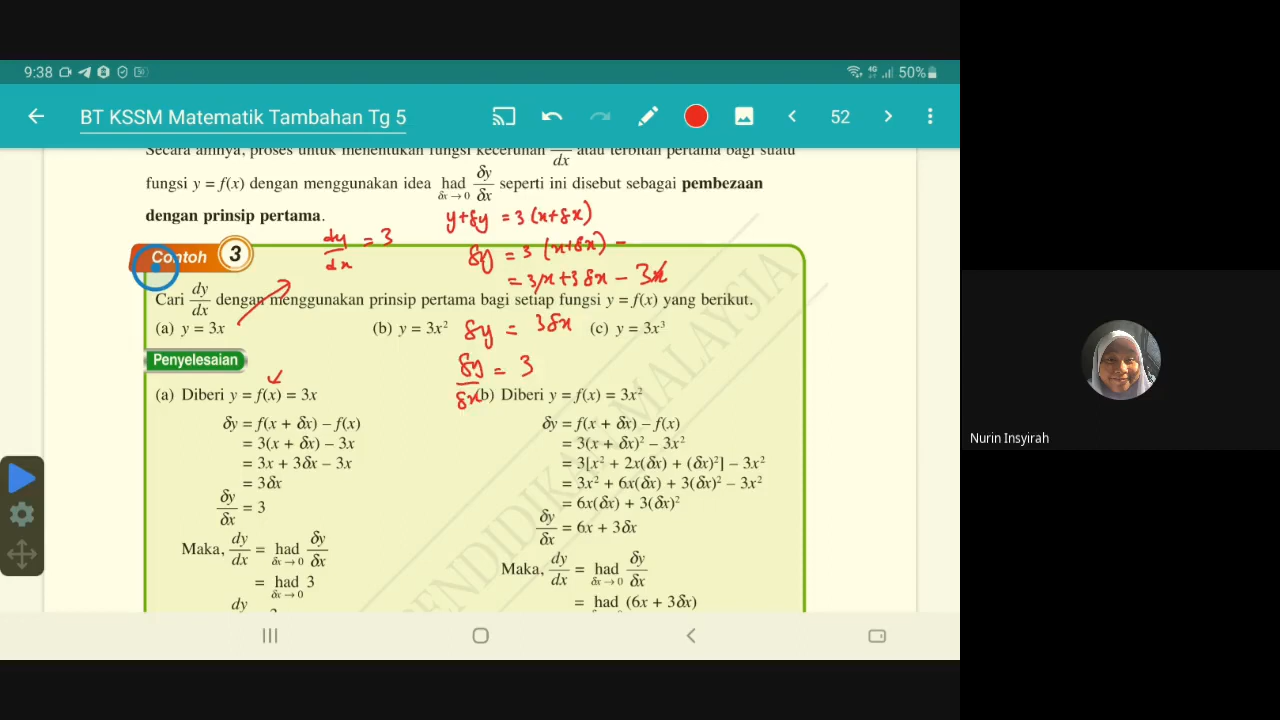 9:38 4G 50%
BT KSSM Matematik Tambahan Tg 5 52
Secara amnya, proses untuk menentukan fungsi kecerunan dx atau terbitan pertama bagi suatu
fungsi y = f(x) dengan menggunakan idea had δx → 0 δy/δx seperti ini disebut sebagai pembezaan
dengan prinsip pertama.
y+δy = 3(x+δx)
dy/dx = 3
δy = 3(x+δx) –
= 3x+3δx – 3x
Contoh 3
Cari dy/dx dengan menggunakan prinsip pertama bagi setiap fungsi y = f(x) yang berikut.
(a) y = 3x (b) y = 3x² (c) y = 3x³
δy = 3δx
δy/δx = 3
Penyelesaian
(a) Diberi y = f(x) = 3x
δy = f(x + δx) – f(x)
= 3(x + δx) – 3x
= 3x + 3δx – 3x
= 3δx
δy/δx = 3
Maka, dy/dx = had δx → 0 δy/δx
= had δx → 0 3
dy
(b) Diberi y = f(x) = 3x²
δy = f(x + δx) – f(x)
= 3(x + δx)² – 3x²
= 3[x² + 2x(δx) + (δx)²] – 3x²
= 3x² + 6x(δx) + 3(δx)² – 3x²
= 6x(δx) + 3(δx)²
δy/δx = 6x + 3δx
Maka, dy/dx = had δx → 0 δy/δx
= had (6x + 3δx)
PENDIDIKAN MALAYSIA
Nurin Insyirah